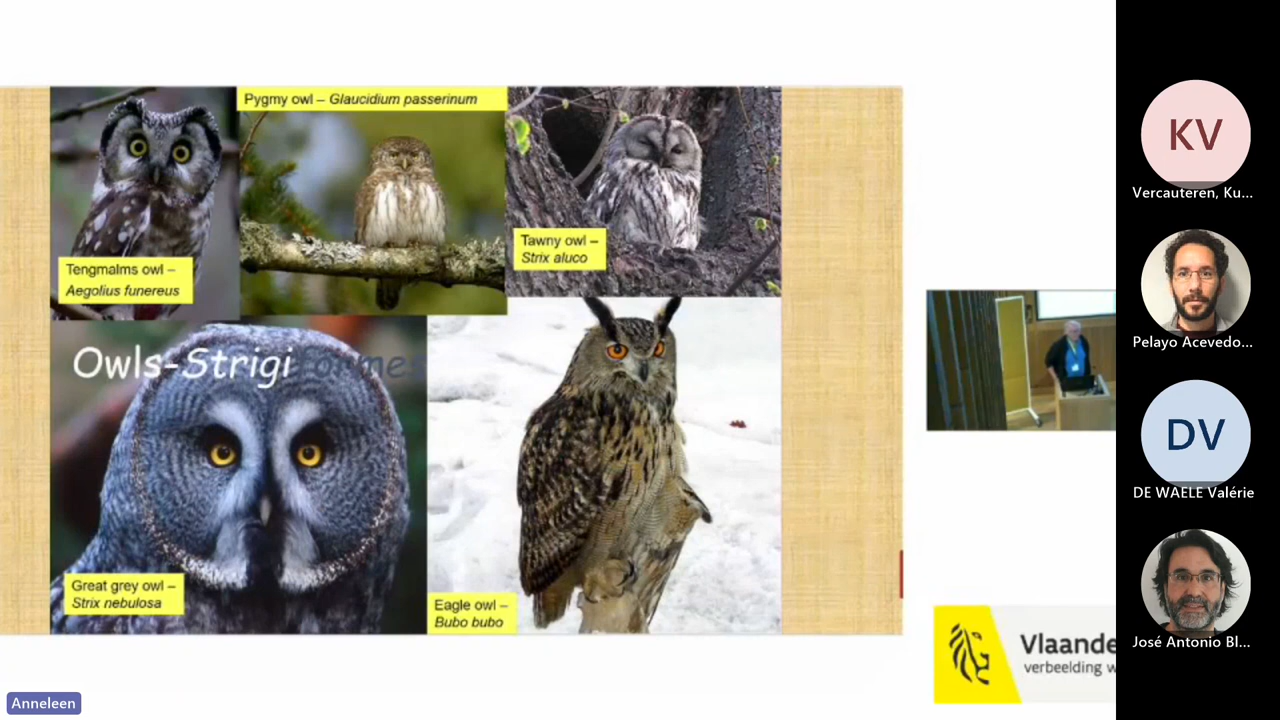 Pygmy owl – Glaucidium passerinum
Tengmalms owl –
Aegolius funereus
Tawny owl –
Strix aluco
Owls-Strigiformes
Great grey owl –
Strix nebulosa
Eagle owl –
Bubo bubo
Vlaande
verbeelding w
KV
Vercauteren, Ku...
Pelayo Acevedo...
DV
DE WAELE Valérie
José Antonio Bl...
Anneleen